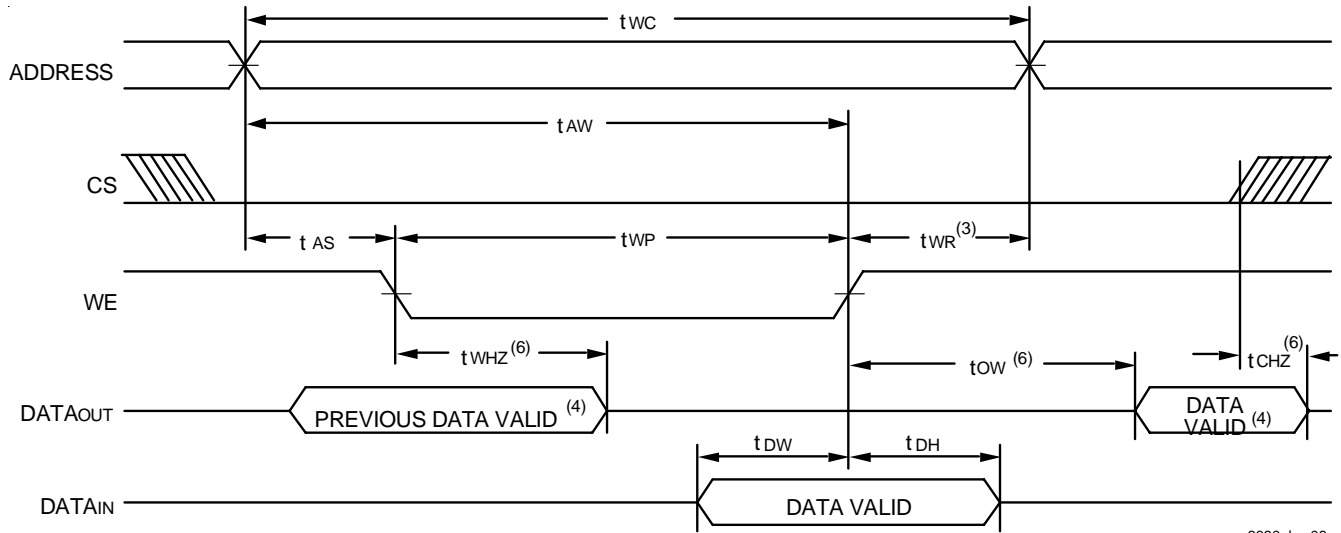 tWC
ADDRESS
tAW
CS
tAS tWP tWR(3)
WE
tWHZ(6) tOW(6) tCHZ(6)
DATAOUT PREVIOUS DATA VALID(4) DATA VALID(4)
tDW tDH
DATAIN DATA VALID